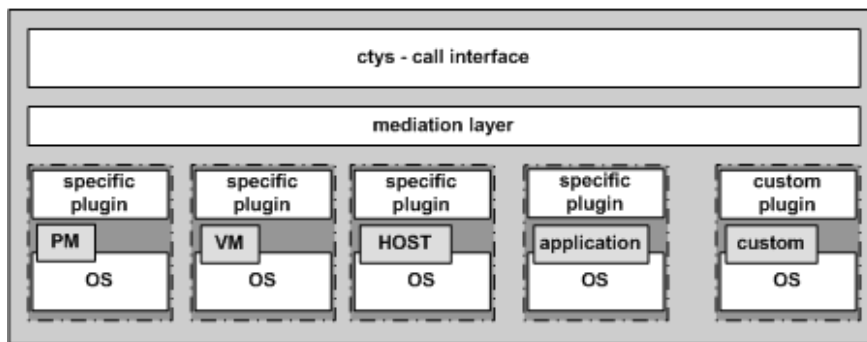 ctys - call interface
mediation layer
specific
plugin
PM
OS
specific
plugin
VM
OS
specific
plugin
HOST
OS
specific
plugin
application
OS
custom
plugin
custom
OS